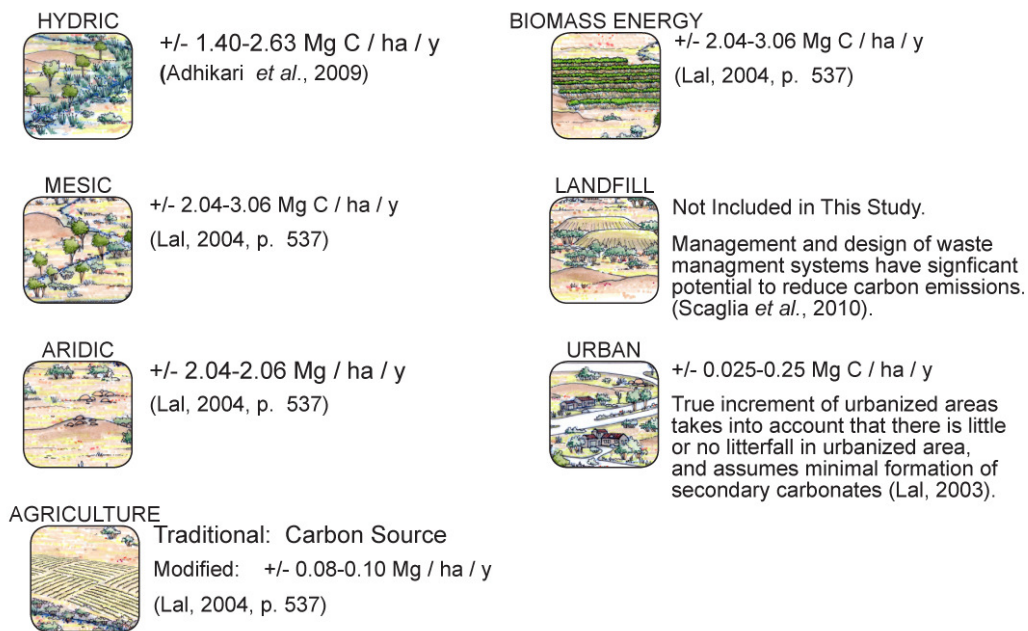 HYDRIC
+/- 1.40-2.63 Mg C / ha / y
(Adhikari et al., 2009)
MESIC
+/- 2.04-3.06 Mg C / ha / y
(Lal, 2004, p. 537)
ARIDIC
+/- 2.04-2.06 Mg / ha / y
(Lal, 2004, p. 537)
AGRICULTURE
Traditional: Carbon Source
Modified: +/- 0.08-0.10 Mg / ha / y
(Lal, 2004, p. 537)
BIOMASS ENERGY
+/- 2.04-3.06 Mg C / ha / y
(Lal, 2004, p. 537)
LANDFILL
Not Included in This Study.
Management and design of waste
managment systems have signficant
potential to reduce carbon emissions.
(Scaglia et al., 2010).
URBAN
+/- 0.025-0.25 Mg C / ha / y
True increment of urbanized areas
takes into account that there is little
or no litterfall in urbanized area,
and assumes minimal formation of
secondary carbonates (Lal, 2003).